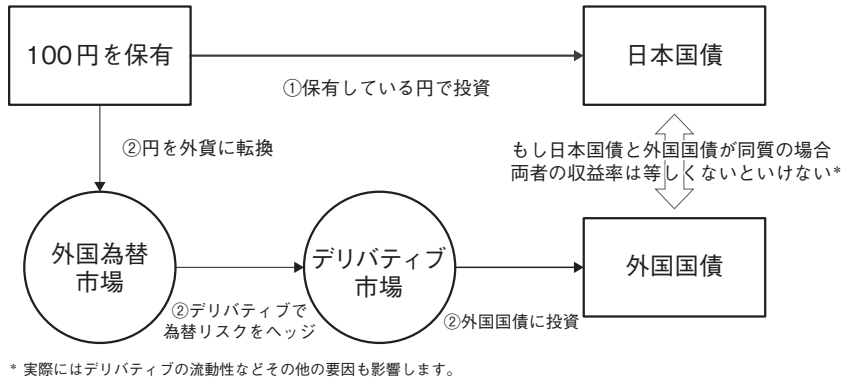 100円を保有
日本国債
①保有している円で投資
②円を外貨に転換
もし日本国債と外国国債が同質の場合
両者の収益率は等しくないといけない*
外国為替
市場
デリバティブ
市場
外国国債
②デリバティブで
為替リスクをヘッジ
②外国国債に投資
* 実際にはデリバティブの流動性などその他の要因も影響します。